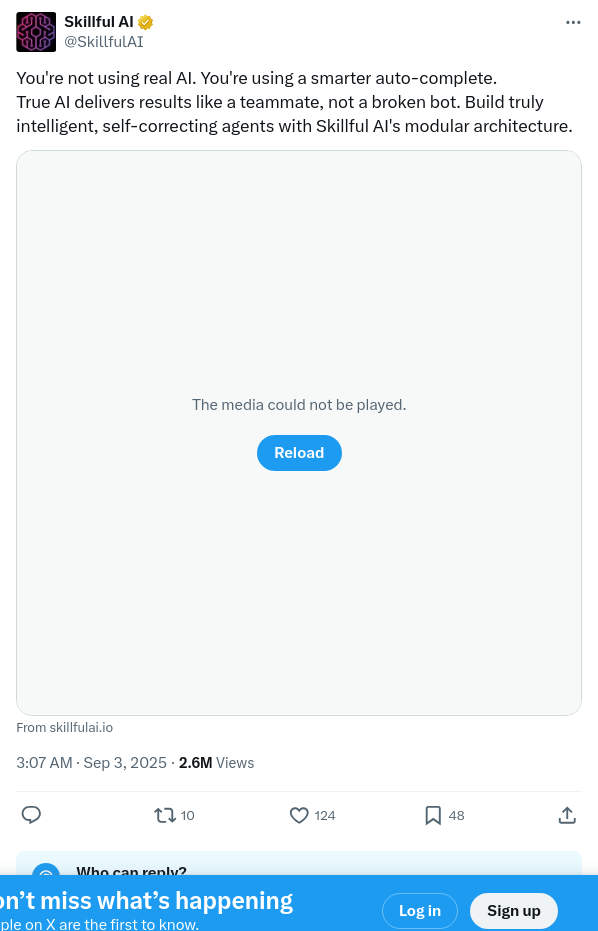 Skillful AI
@SkillfulAI
You're not using real AI. You're using a smarter auto-complete.
True AI delivers results like a teammate, not a broken bot. Build truly
intelligent, self-correcting agents with Skillful AI's modular architecture.
The media could not be played.
Reload
From skillfulai.io
3:07 AM · Sep 3, 2025 · 2.6M Views
10 124 48
Who can reply?
on't miss what's happening
ple on X are the first to know.
Log in Sign up